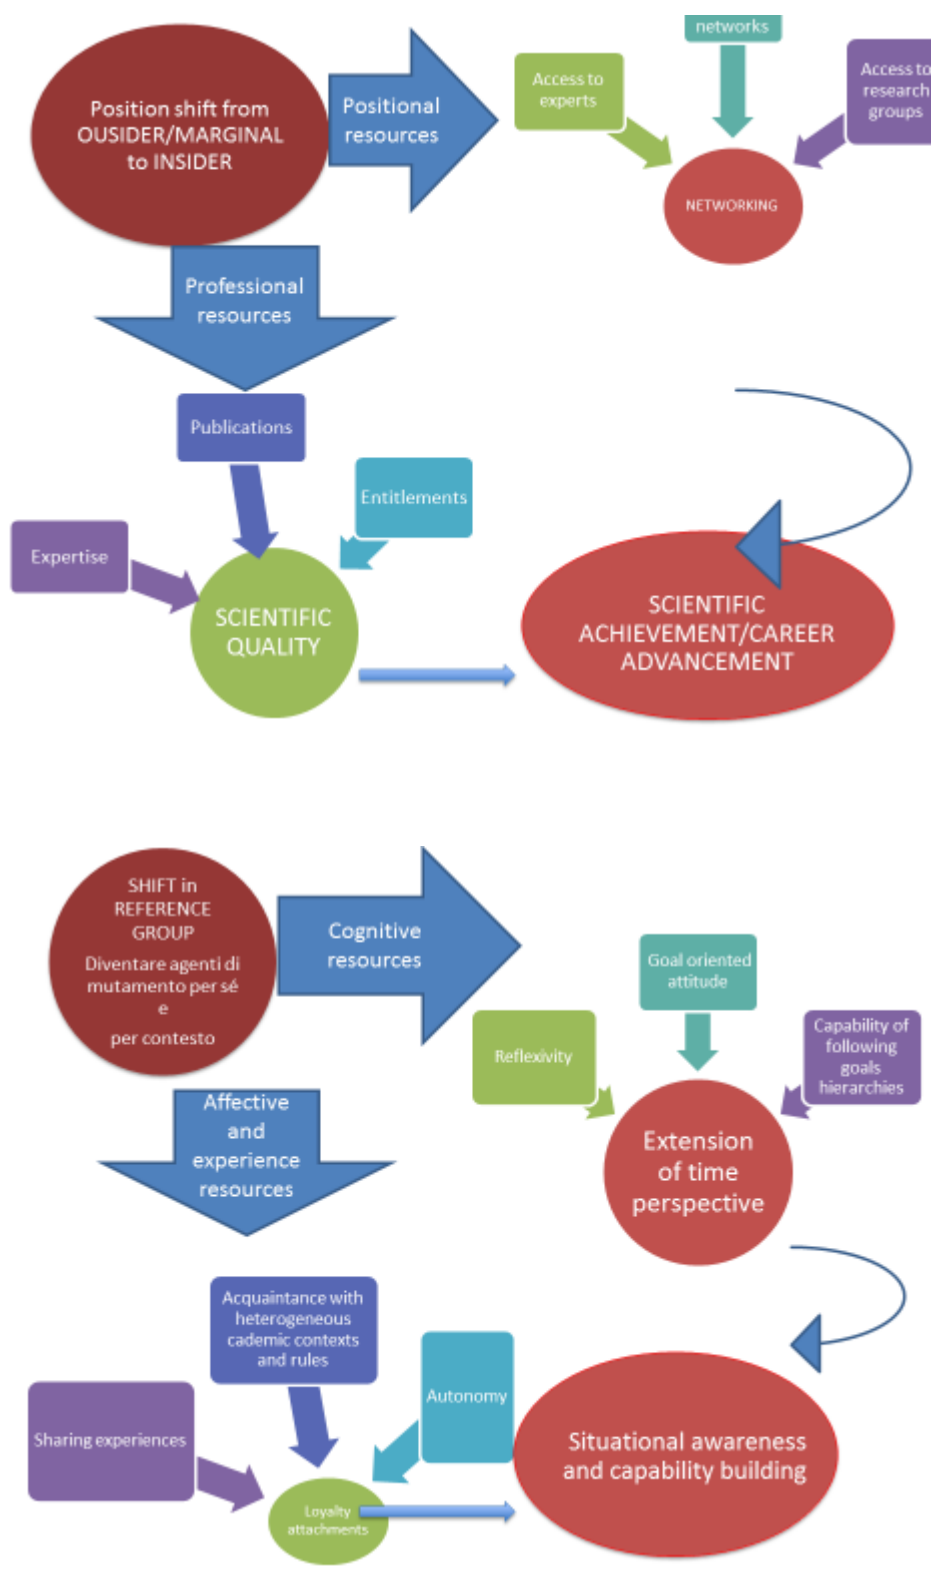 networks
Position shift from
OUSIDER/MARGINAL
to INSIDER
Positional
resources
Access to
experts
Access to
research
groups
NETWORKING
Professional
resources
Publications
Entitlements
Expertise
SCIENTIFIC
QUALITY
SCIENTIFIC
ACHIEVEMENT/CAREER
ADVANCEMENT
SHIFT in
REFERENCE
GROUP
Diventare agenti di
mutamento per sé
e
per contesto
Cognitive
resources
Goal oriented
attitude
Reflexivity
Capability of
following
goals
hierarchies
Extension
of time
perspective
Affective
and
experience
resources
Acquaintance with
heterogeneous
cademic contexts
and rules
Autonomy
Sharing experiences
Situational awareness
and capability building
Loyalty
attachments